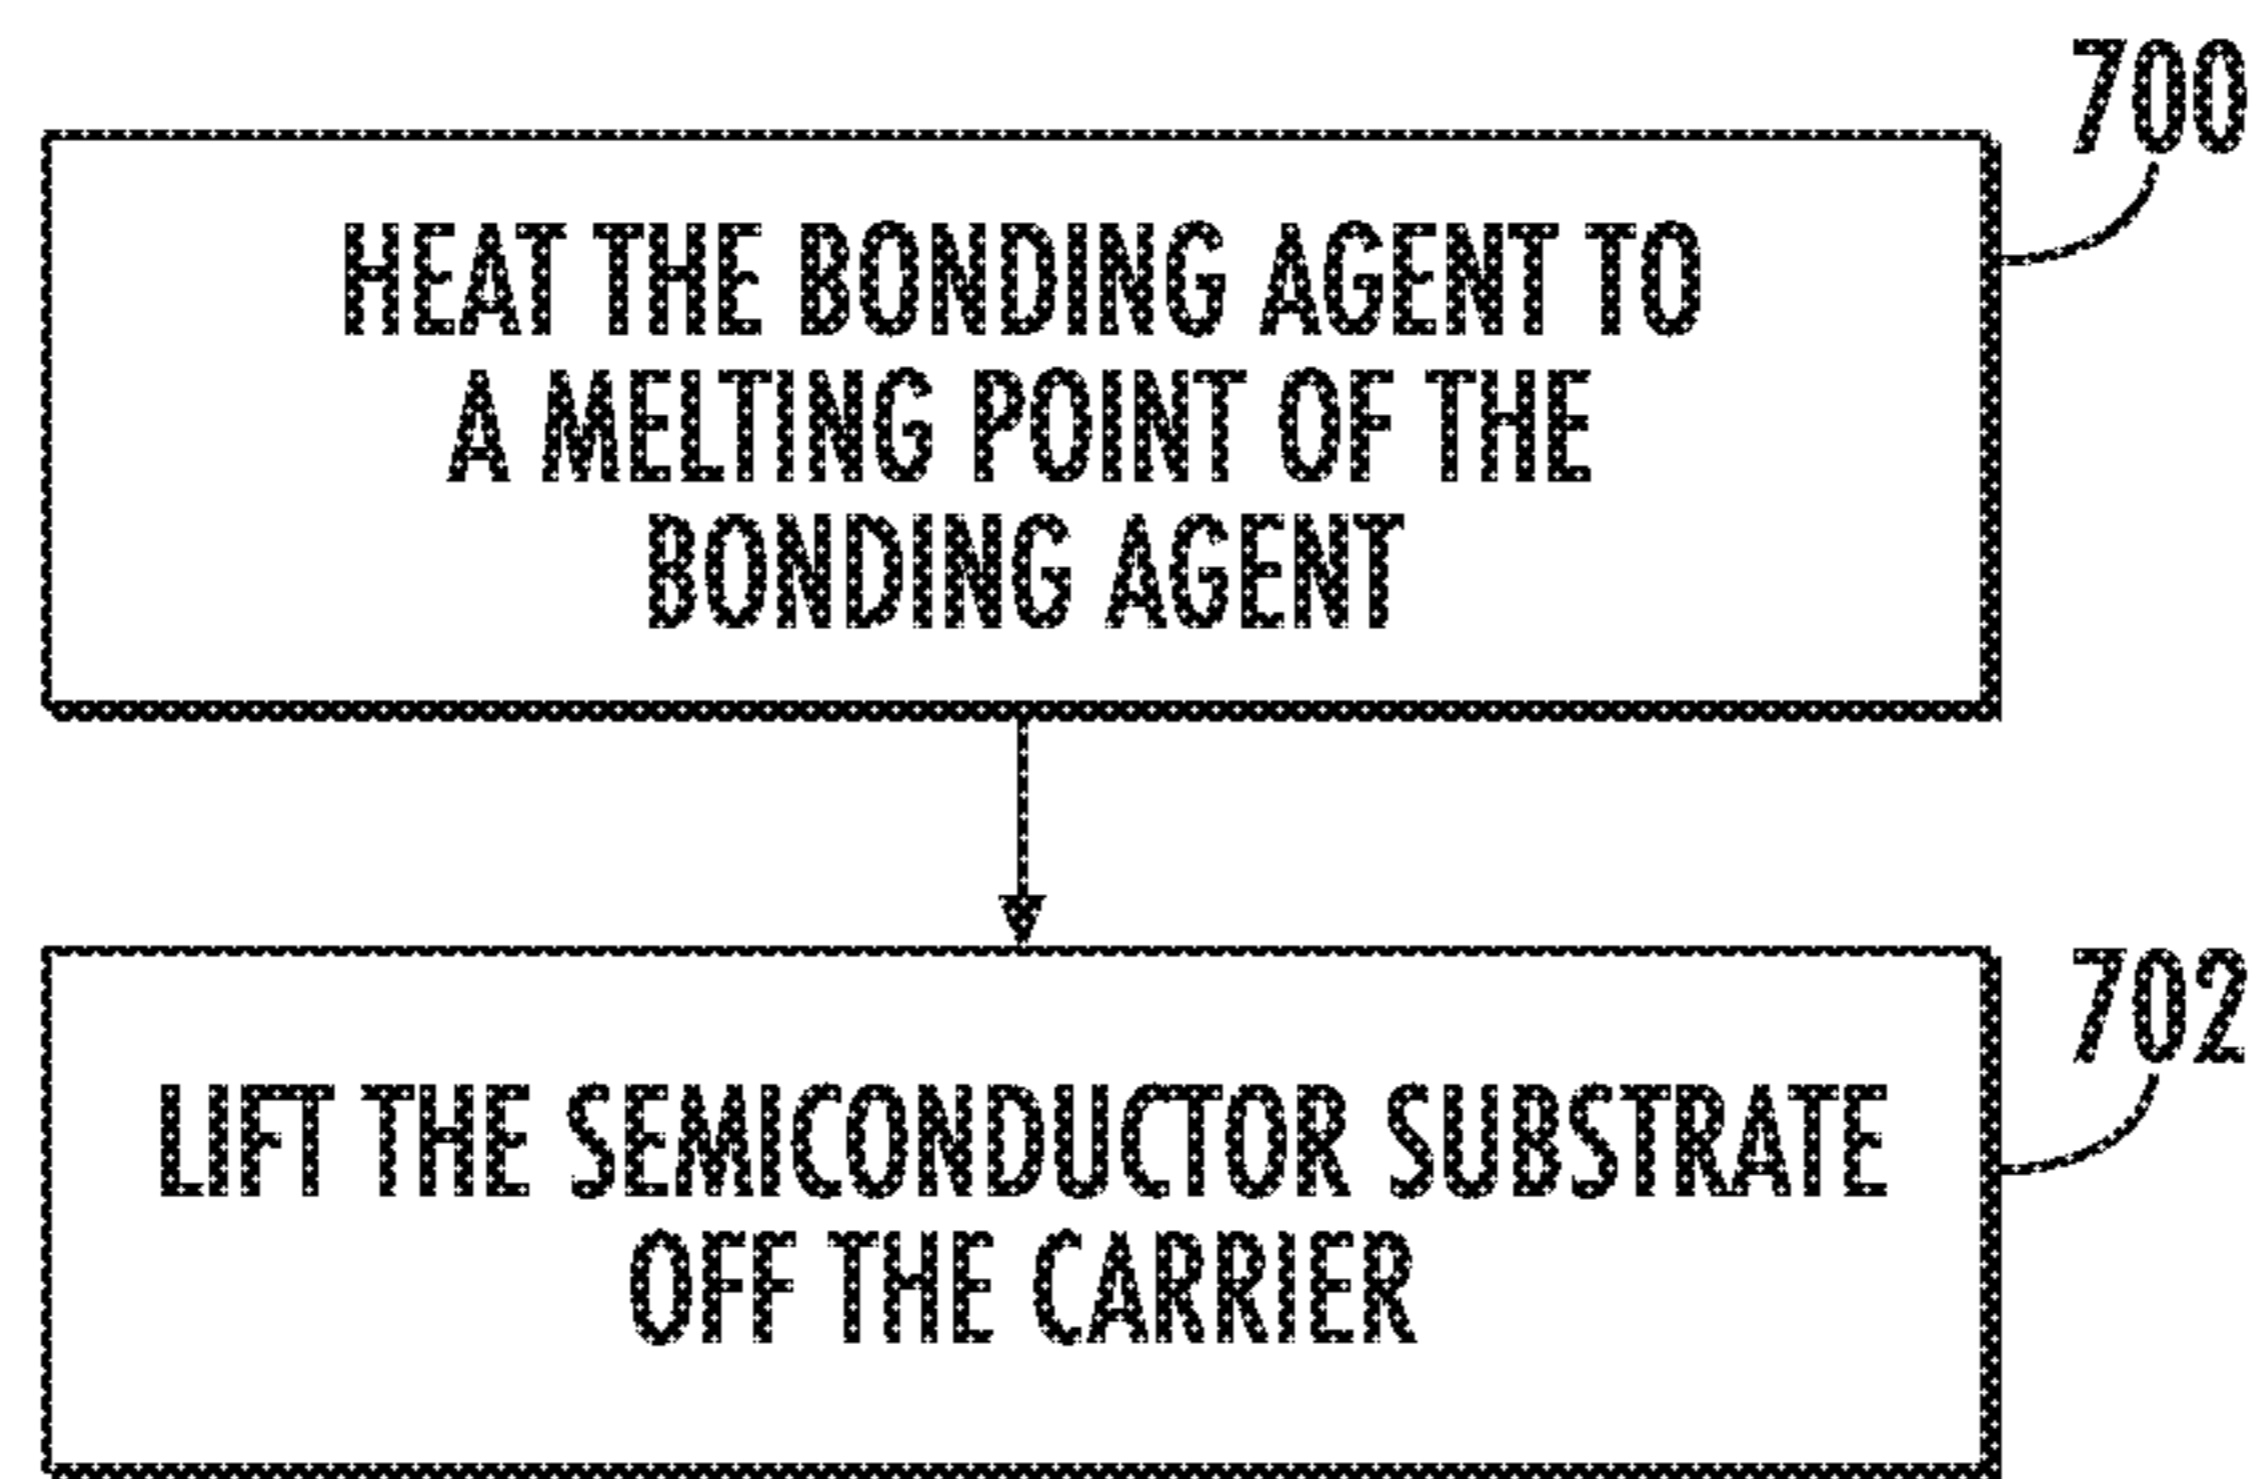 700
HEAT THE BONDING AGENT TO
A MELTING POINT OF THE
BONDING AGENT
702
LIFT THE SEMICONDUCTOR SUBSTRATE
OFF THE CARRIER